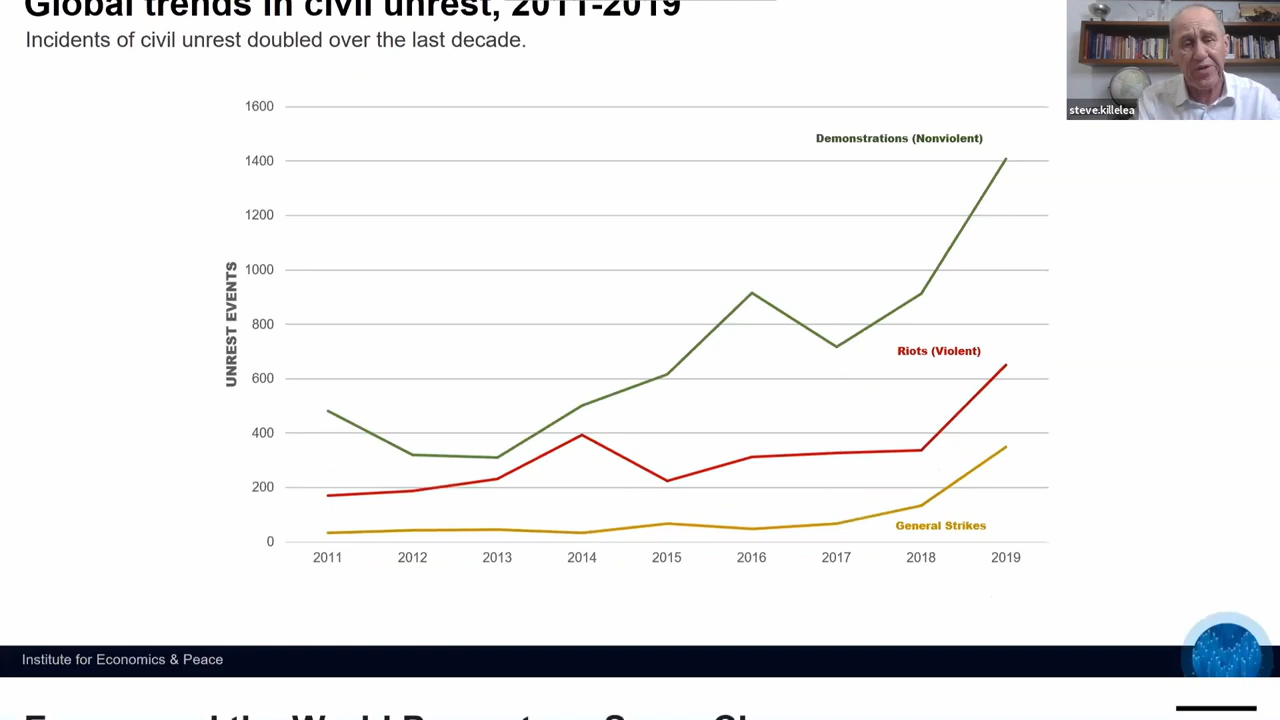 Global trends in civil unrest, 2011-2019
Incidents of civil unrest doubled over the last decade.
steve.killelea
1600
1400
1200
1000
800
600
400
200
0
UNREST EVENTS
Demonstrations (Nonviolent)
Riots (Violent)
General Strikes
2011 2012 2013 2014 2015 2016 2017 2018 2019
Institute for Economics & Peace